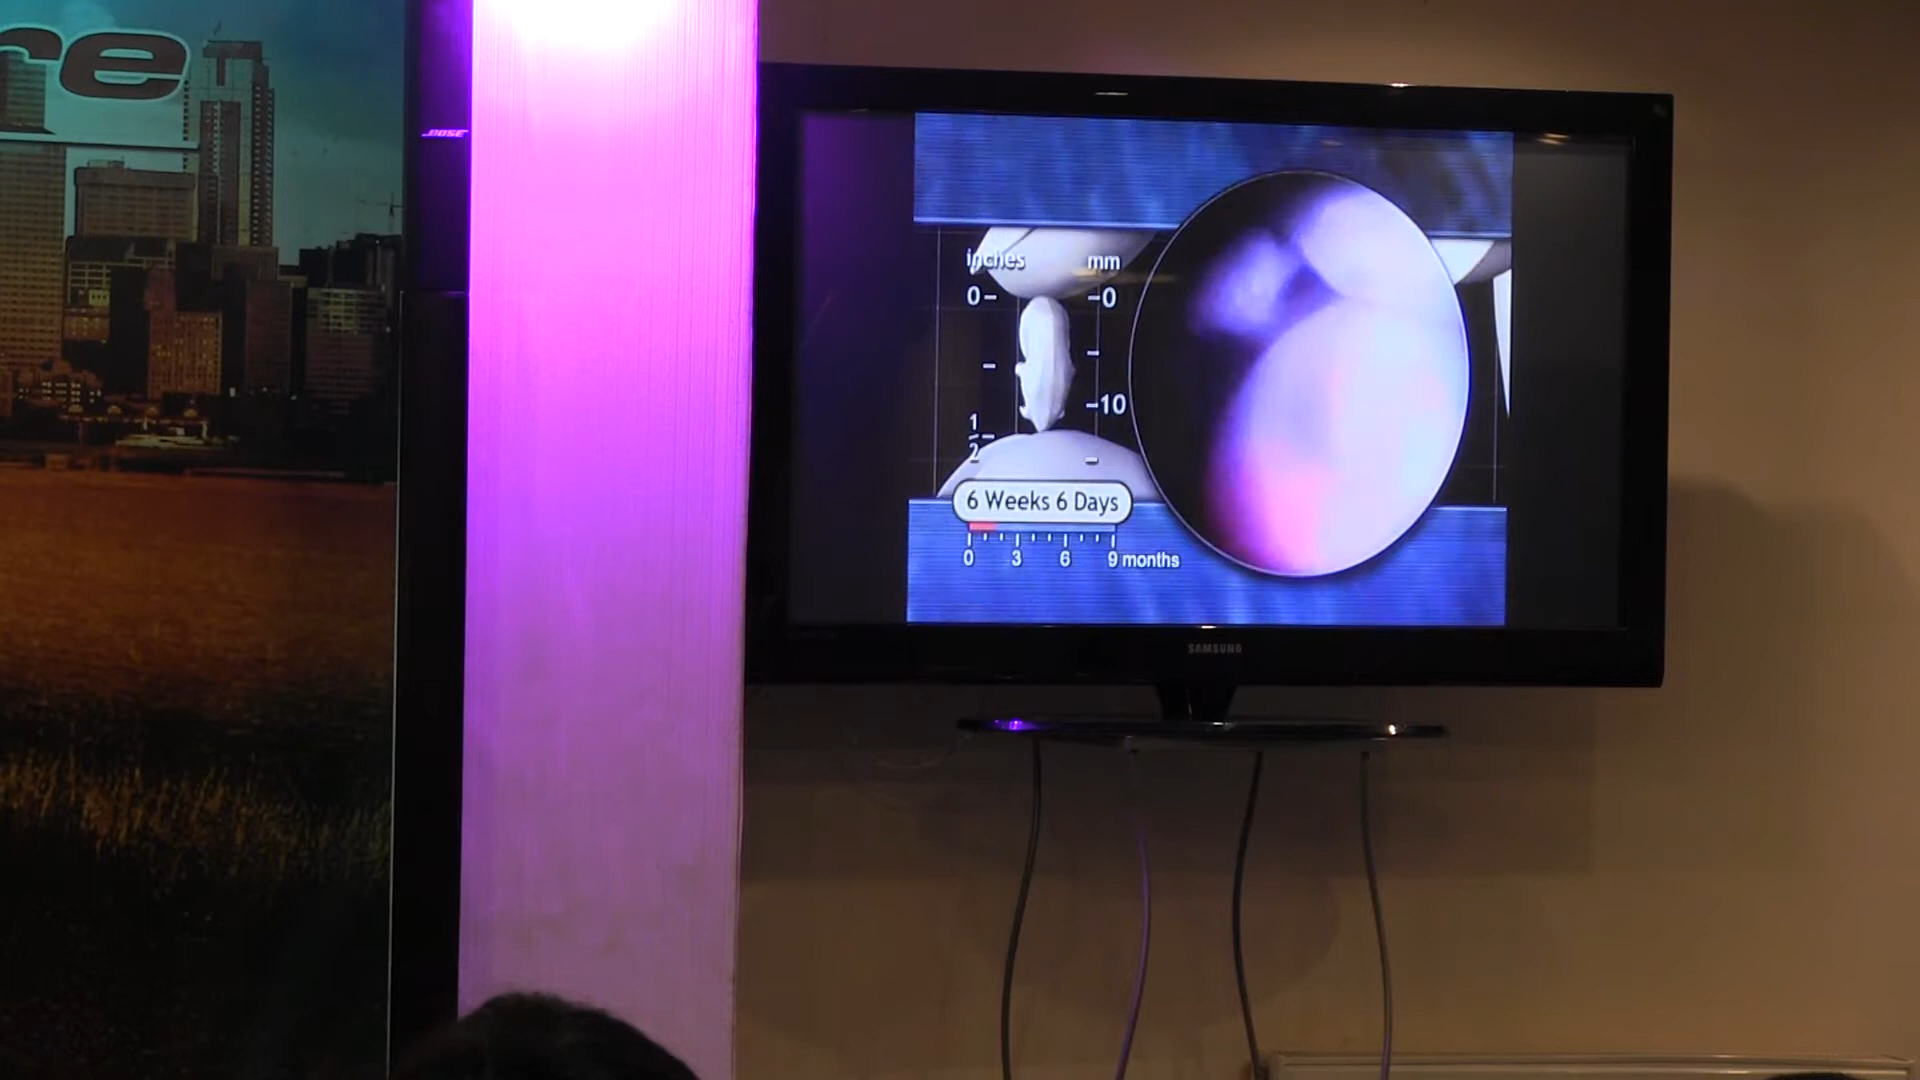 re
BOSE
inches mm
0 0
10
1/2
6 Weeks 6 Days
0 3 6 9 months
SAMSUNG